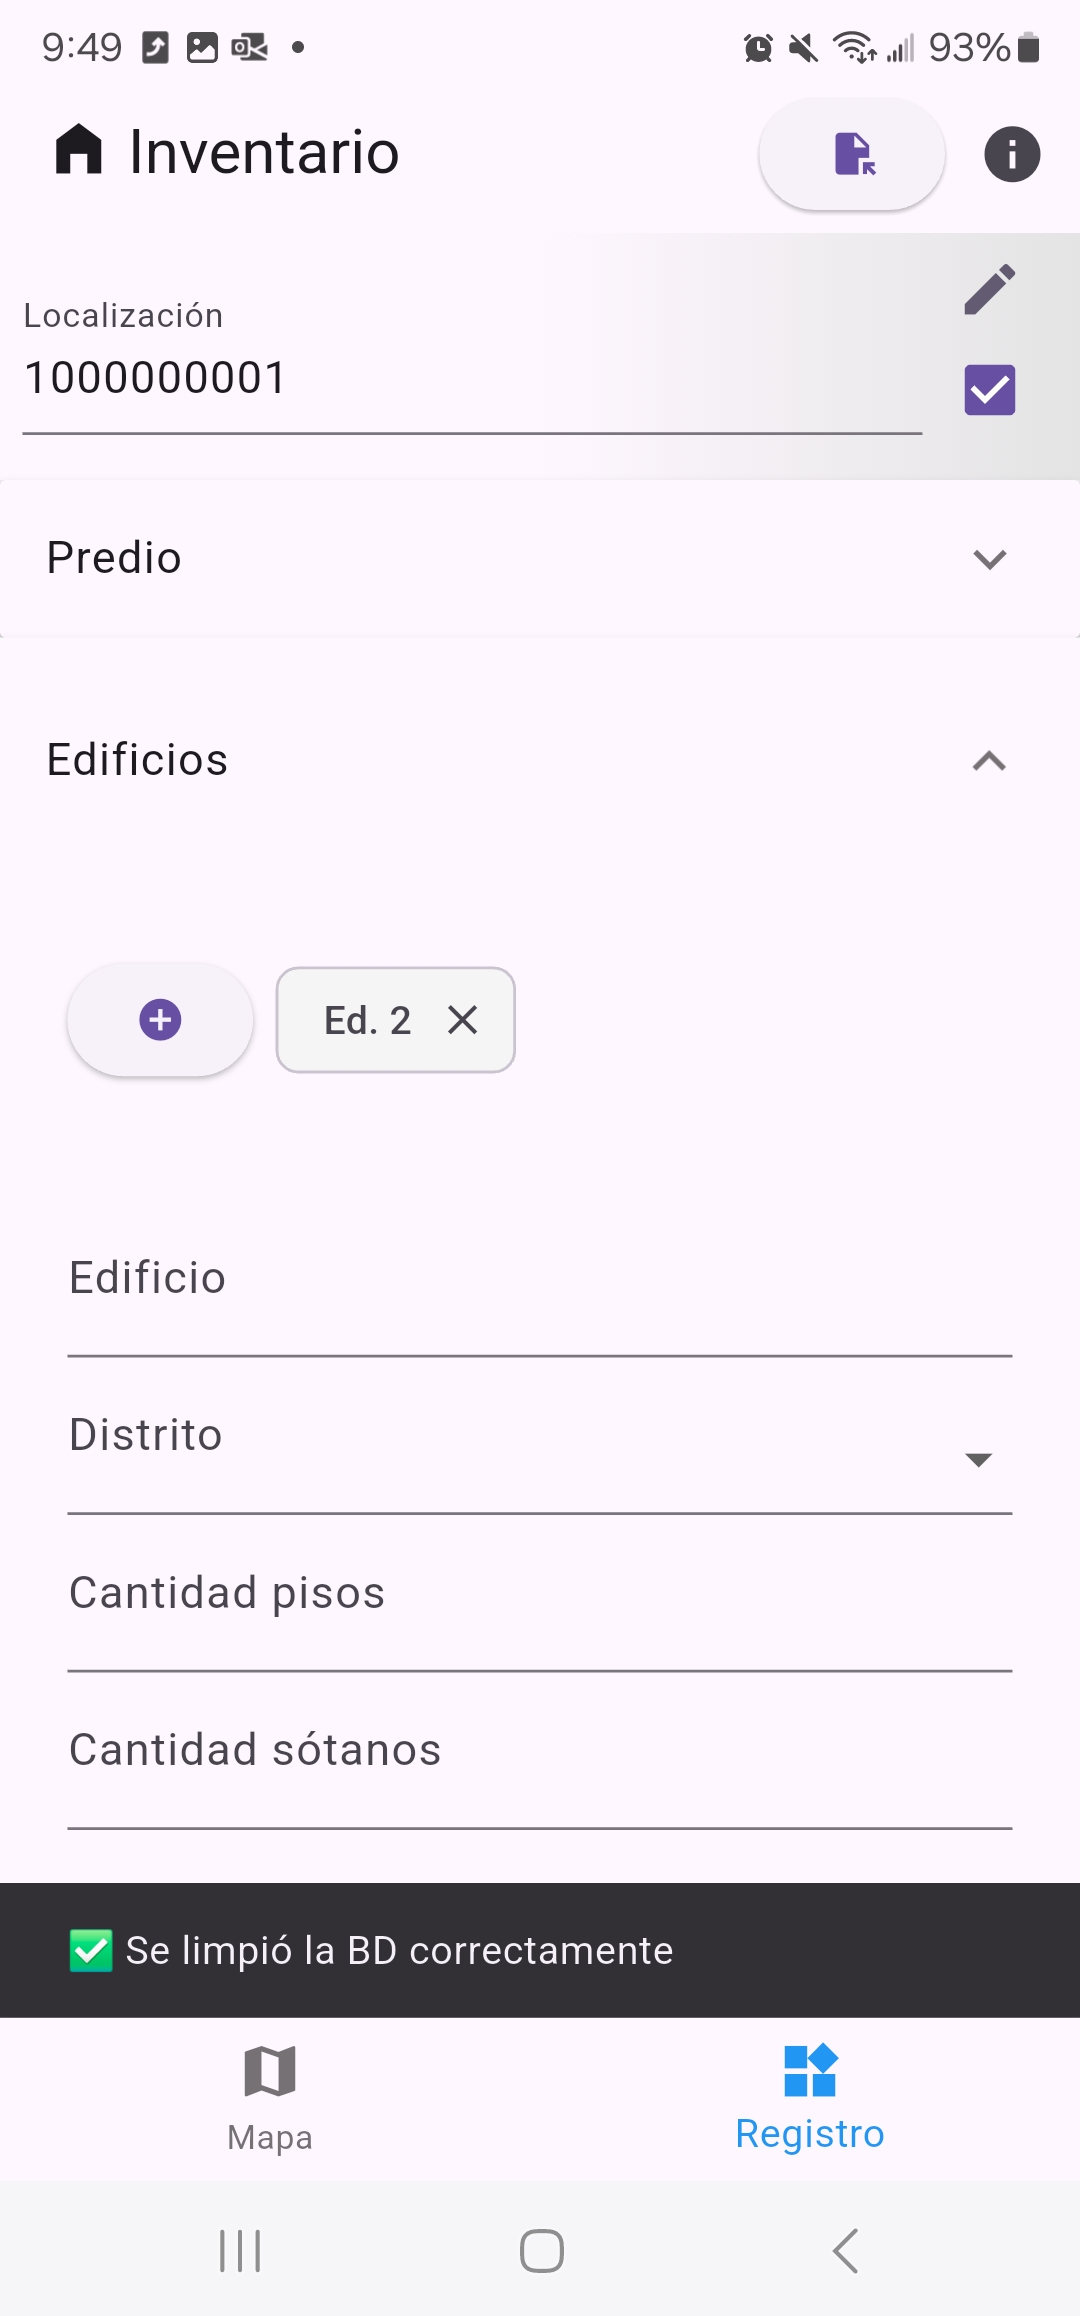 9:49
93%
Inventario
Localización
1000000001
Predio
Edificios
Ed. 2
Edificio
Distrito
Cantidad pisos
Cantidad sótanos
✅ Se limpió la BD correctamente
Mapa
Registro